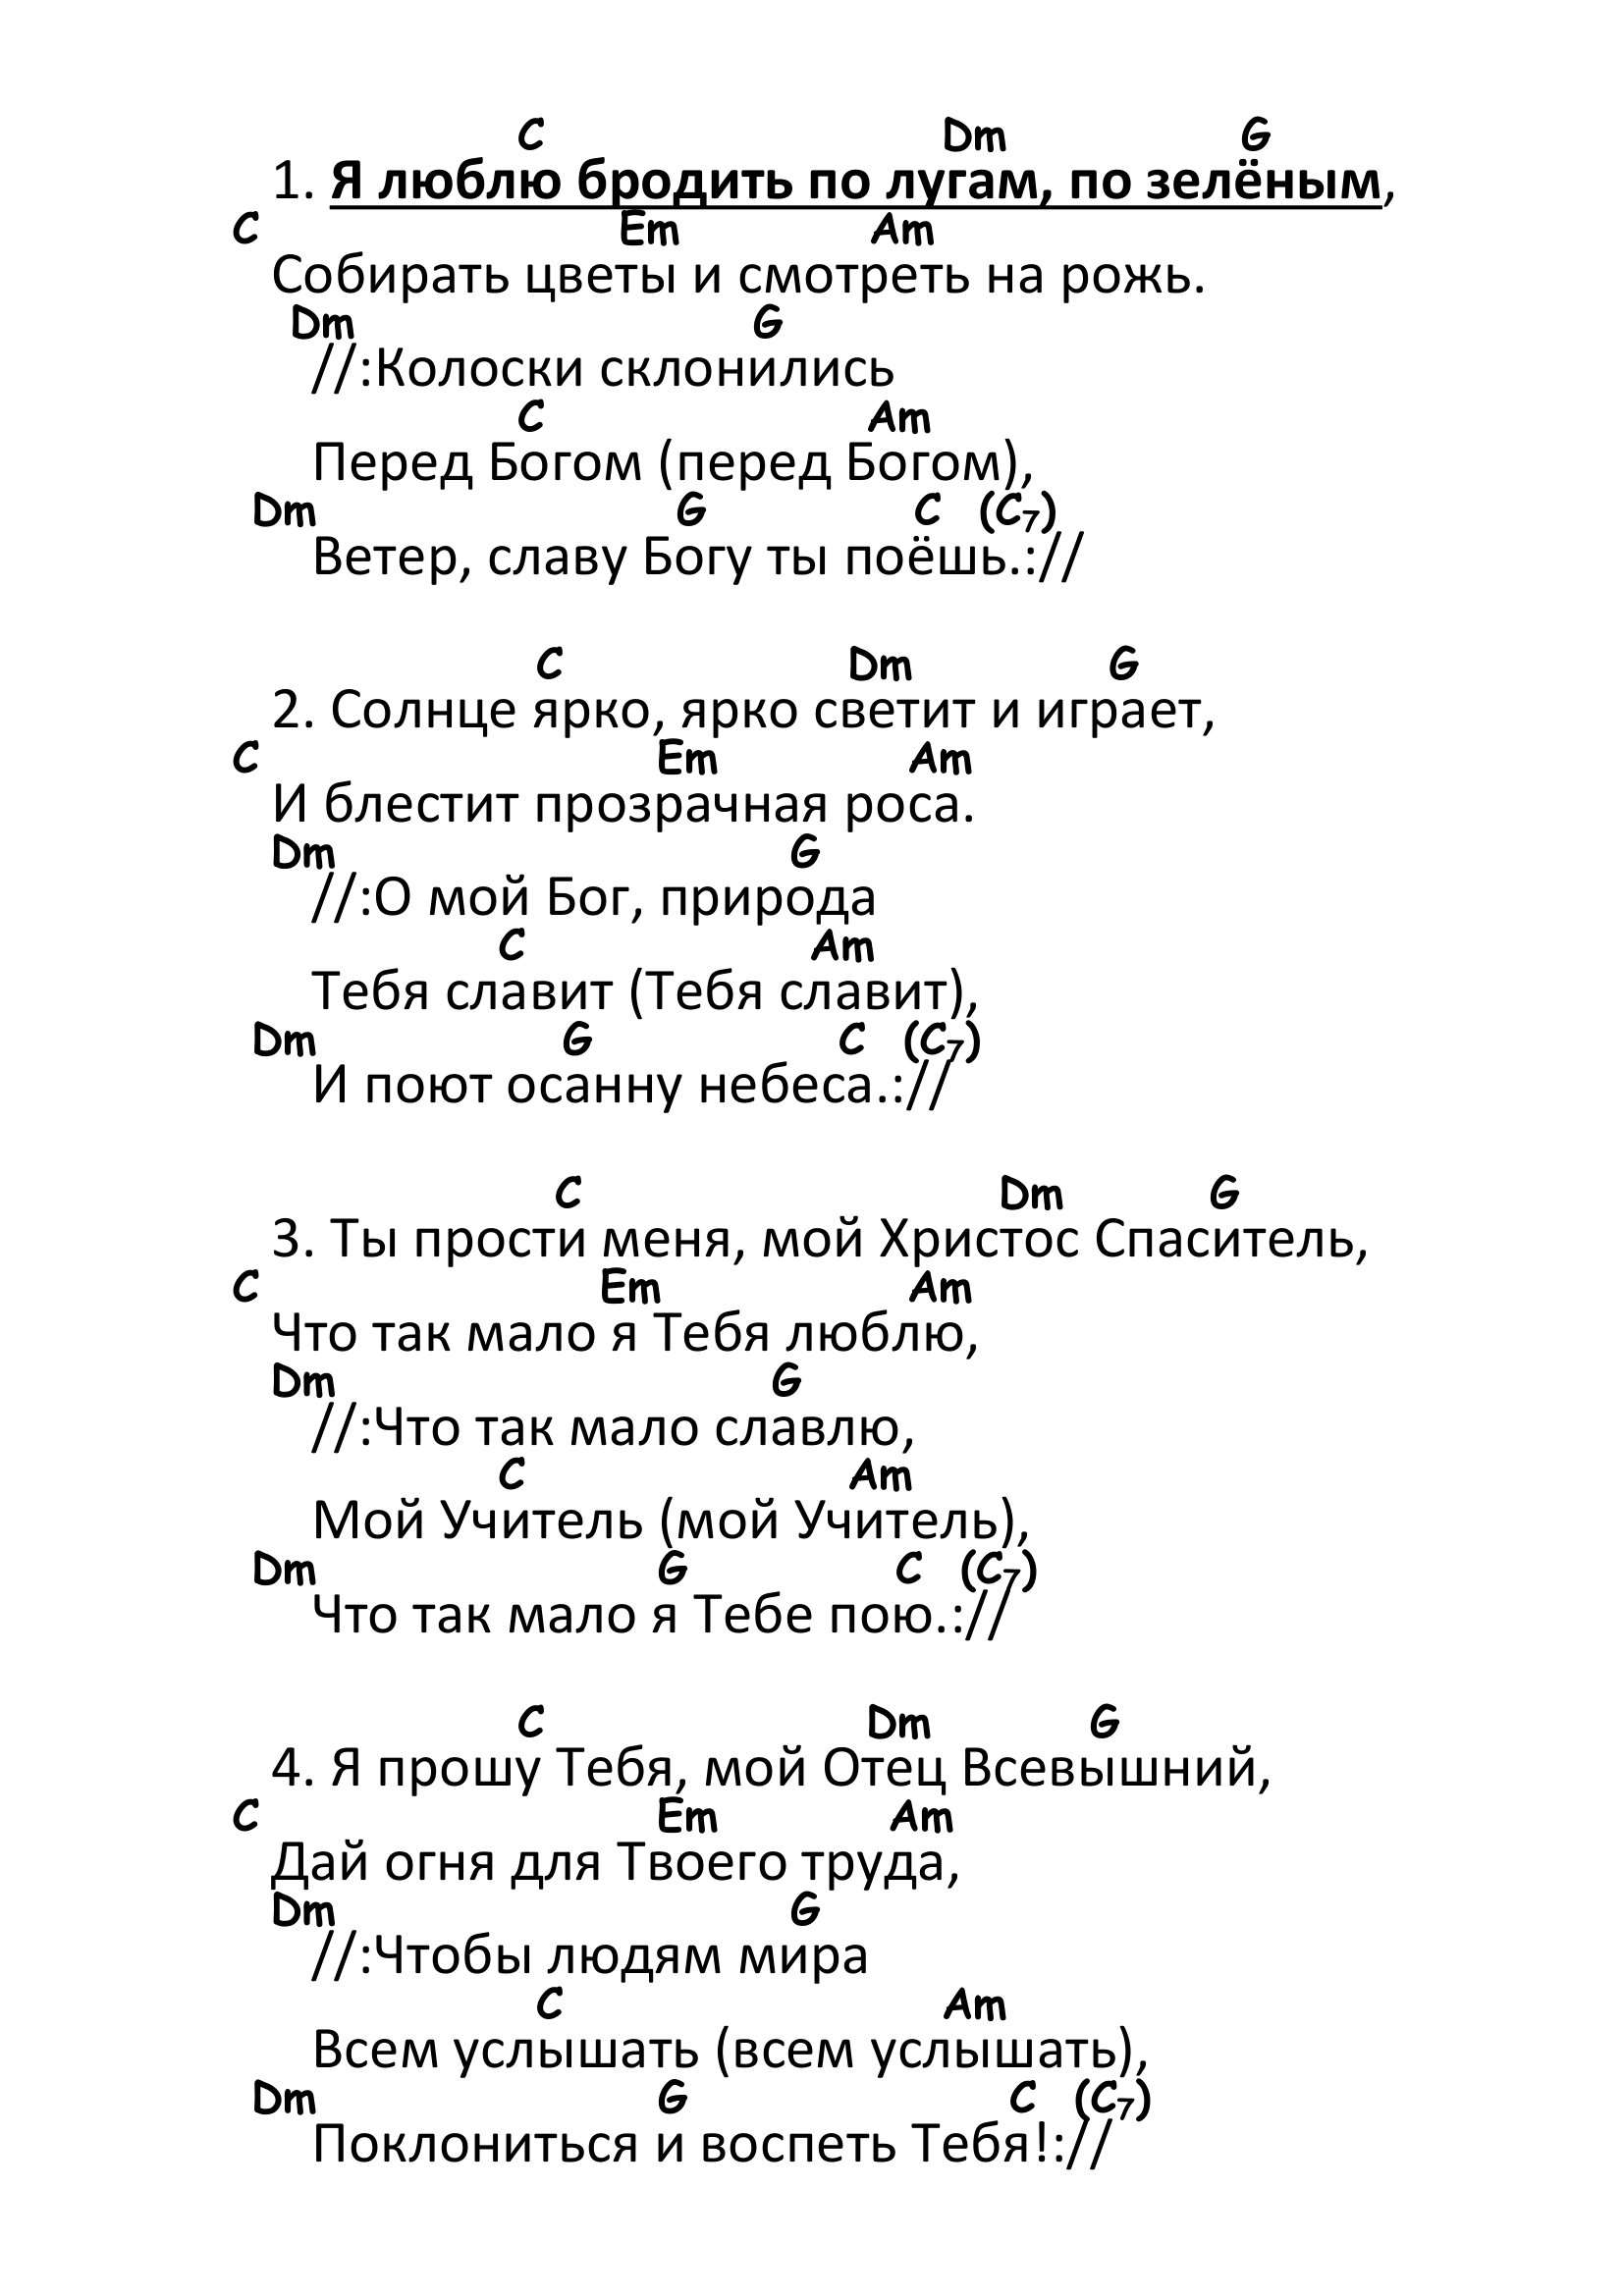 C Dm G
1. Я люблю бродить по лугам, по зелёным,
C Em Am
Собирать цветы и смотреть на рожь.
Dm G
//:Колоски склонились
C Am
Перед Богом (перед Богом),
Dm G C (C7)
Ветер, славу Богу ты поёшь.://
C Dm G
2. Солнце ярко, ярко светит и играет,
C Em Am
И блестит прозрачная роса.
Dm G
//:О мой Бог, природа
C Am
Тебя славит (Тебя славит),
Dm G C (C7)
И поют осанну небеса.://
C Dm G
3. Ты прости меня, мой Христос Спаситель,
C Em Am
Что так мало я Тебя люблю,
Dm G
//:Что так мало славлю,
C Am
Мой Учитель (мой Учитель),
Dm G C (C7)
Что так мало я Тебе пою.://
C Dm G
4. Я прошу Тебя, мой Отец Всевышний,
C Em Am
Дай огня для Твоего труда,
Dm G
//:Чтобы людям мира
C Am
Всем услышать (всем услышать),
Dm G C (C7)
Поклониться и воспеть Тебя!://